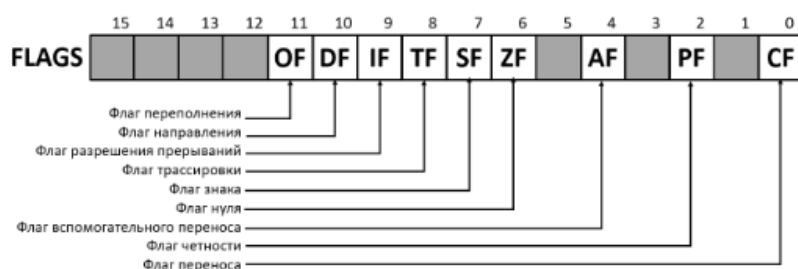 15 14 13 12 11 10 9 8 7 6 5 4 3 2 1 0
FLAGS OF DF IF TF SF ZF AF PF CF
Флаг переполнения
Флаг направления
Флаг разрешения прерываний
Флаг трассировки
Флаг знака
Флаг нуля
Флаг вспомогательного переноса
Флаг четности
Флаг переноса